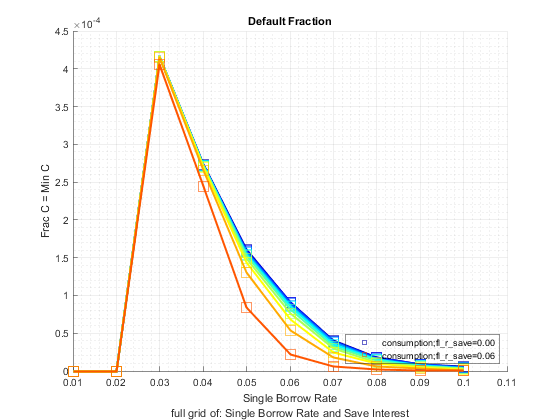 Default Fraction
×10⁻⁴
4.5
4
3.5
3
2.5
2
1.5
1
0.5
0
Frac C = Min C
consumption;fl_r_save=0.00
consumption;fl_r_save=0.06
0.01 0.02 0.03 0.04 0.05 0.06 0.07 0.08 0.09 0.1 0.11
Single Borrow Rate
full grid of: Single Borrow Rate and Save Interest